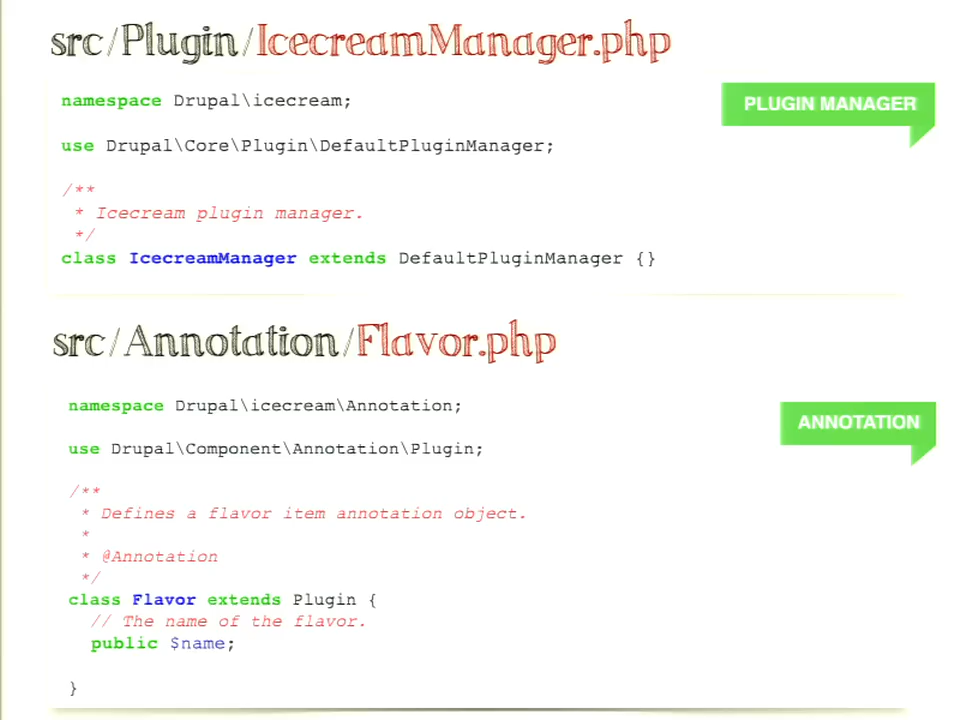 src/Plugin/IcecreamManager.php
PLUGIN MANAGER
namespace Drupal\icecream;
use Drupal\Core\Plugin\DefaultPluginManager;
/**
* Icecream plugin manager.
*/
class IcecreamManager extends DefaultPluginManager {}
src/Annotation/Flavor.php
ANNOTATION
namespace Drupal\icecream\Annotation;
use Drupal\Component\Annotation\Plugin;
/**
* Defines a flavor item annotation object.
*
* @Annotation
*/
class Flavor extends Plugin {
// The name of the flavor.
public $name;
}